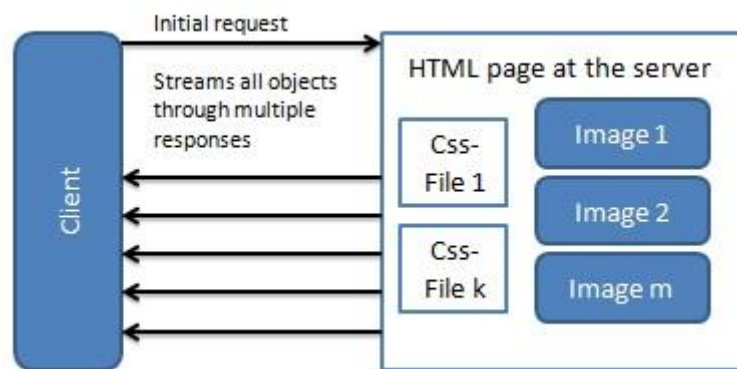 Initial request
Streams all objects
through multiple
responses
Client
HTML page at the server
Css-
File 1
Css-
File k
Image 1
Image 2
Image m